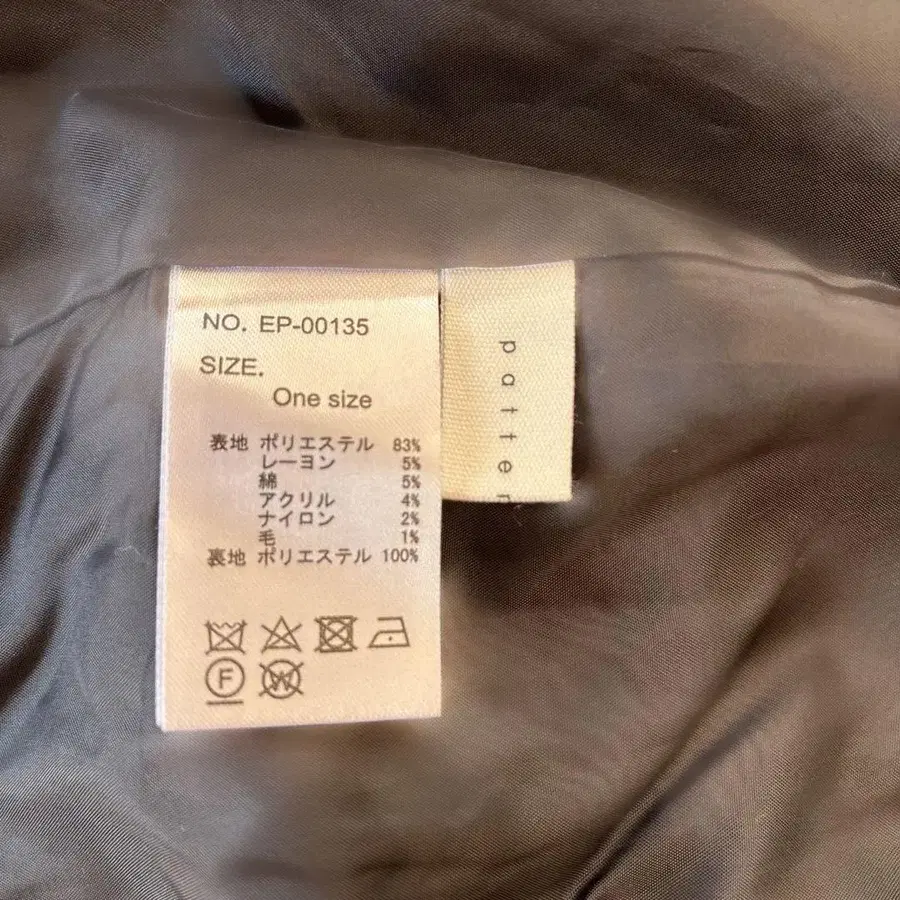 NO. EP-00135
SIZE.
One size
表地 ポリエステル 83%
レーヨン 5%
綿 5%
アクリル 4%
ナイロン 2%
毛 1%
裏地 ポリエステル 100%
F W
patter